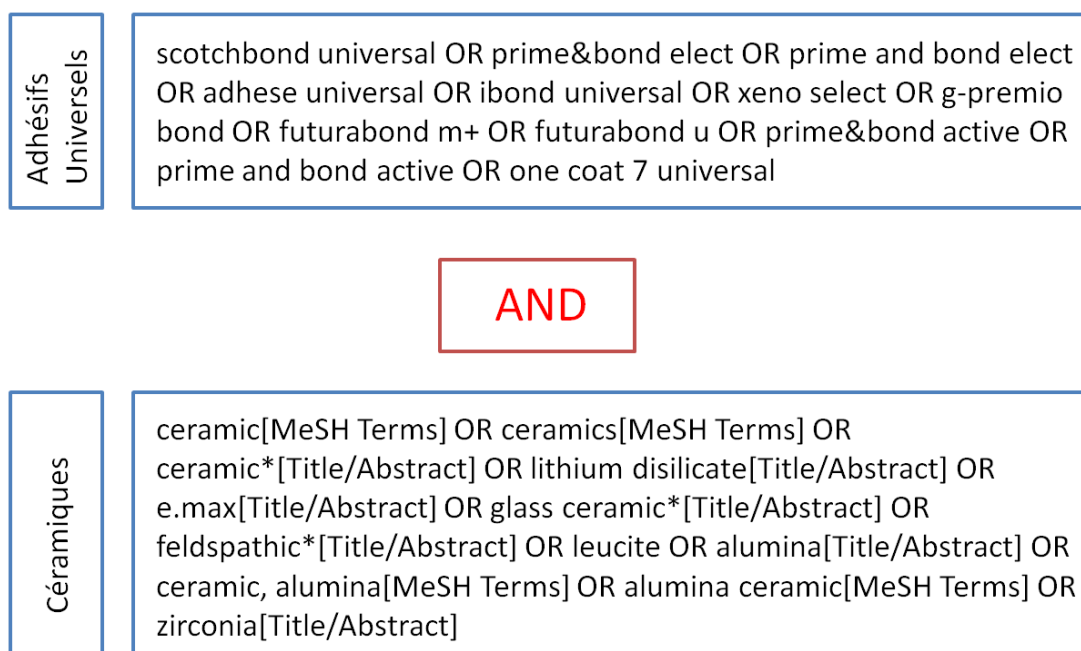 Adhésifs
Universels
scotchbond universal OR prime&bond elect OR prime and bond elect
OR adhese universal OR ibond universal OR xeno select OR g-premio
bond OR futurabond m+ OR futurabond u OR prime&bond active OR
prime and bond active OR one coat 7 universal
AND
Céramiques
ceramic[MeSH Terms] OR ceramics[MeSH Terms] OR
ceramic*[Title/Abstract] OR lithium disilicate[Title/Abstract] OR
e.max[Title/Abstract] OR glass ceramic*[Title/Abstract] OR
feldspathic*[Title/Abstract] OR leucite OR alumina[Title/Abstract] OR
ceramic, alumina[MeSH Terms] OR alumina ceramic[MeSH Terms] OR
zirconia[Title/Abstract]